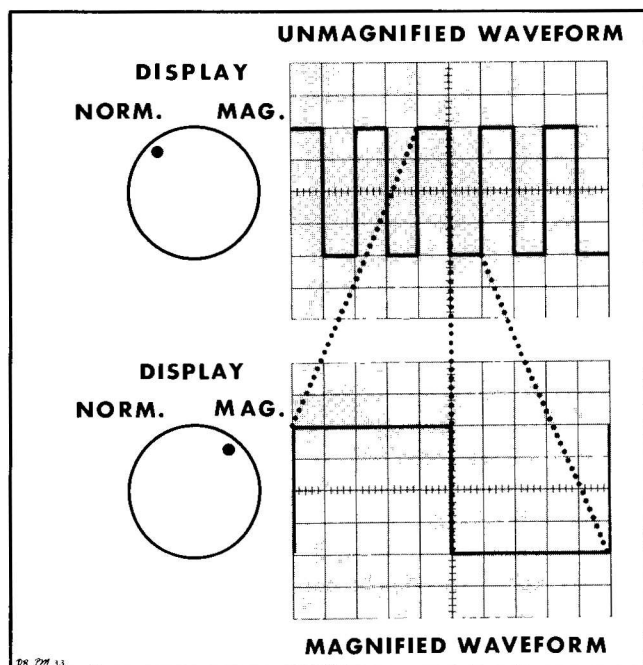 UNMAGNIFIED WAVEFORM
DISPLAY
NORM. MAG.
DISPLAY
NORM. MAG.
MAGNIFIED WAVEFORM